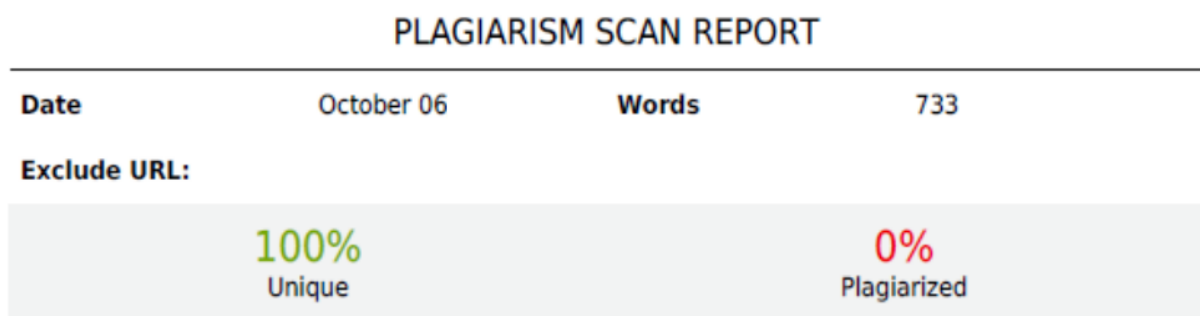 PLAGIARISM SCAN REPORT
Date October 06 Words 733
Exclude URL:
100% 0%
Unique Plagiarized